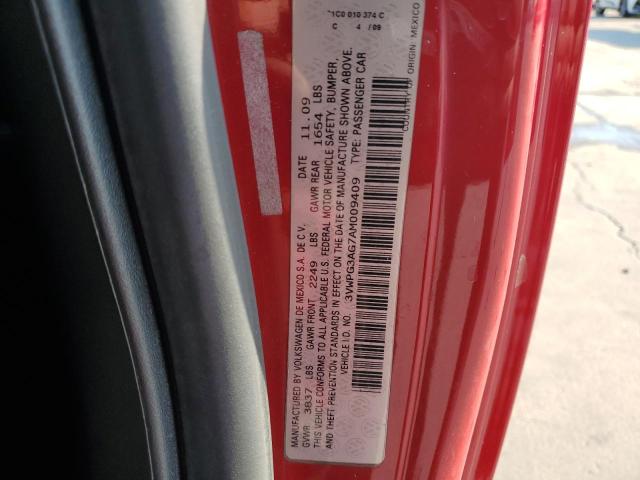 MANUFACTURED BY VOLKSWAGEN DE MEXICO S.A. DE C.V. DATE 11.09
GVWR 3837 LBS GAWR FRONT 2249 LBS GAWR REAR 1654 LBS
THIS VEHICLE CONFORMS TO ALL APPLICABLE U.S. FEDERAL MOTOR VEHICLE SAFETY, BUMPER,
AND THEFT PREVENTION STANDARDS IN EFFECT ON THE DATE OF MANUFACTURE SHOWN ABOVE.
VEHICLE I.D. NO. 3VWPG3AG7AM009409 TYPE: PASSENGER CAR
1C0 010 374 C
C 4 /09
COUNTRY OF ORIGIN: MEXICO